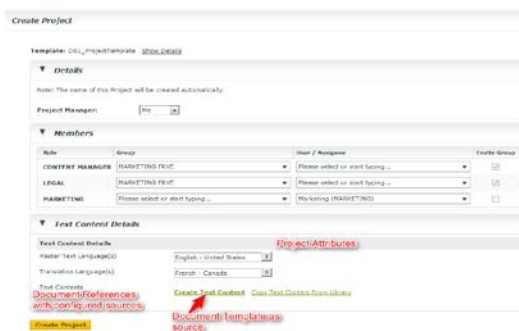 Create Project
Template: DSL_ProjectTemplate Show Details
Details
Note: The name of this Project will be created automatically.
Project Manager: Me
Members
Role Group User / Assignee Invite Group
CONTENT MANAGER MARKETING FRVE Please select or start typing...
LEGAL MARKETING FRVE Please select or start typing...
MARKETING Please select or start typing... Marketing (MARKETING)
Text Content Details
Text Content Details
Project Attributes
Master Text Language(s) English - United States
Translation Language(s) French - Canada
Text Contents Create Text Content Copy Text Content From Library
Document References
with configured sources
Document Template as
source.
Create Project